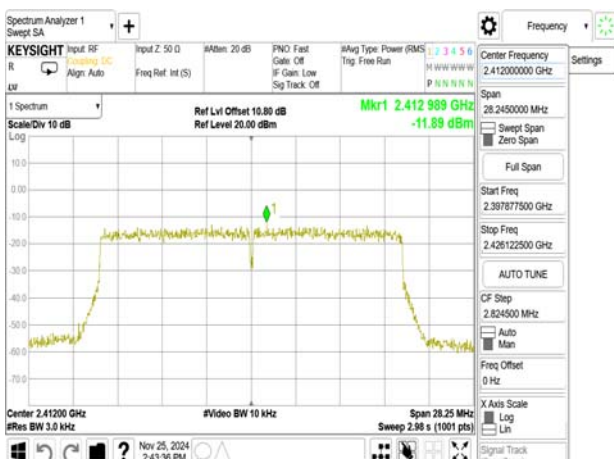 Spectrum Analyzer 1
Swept SA
KEYSIGHT
R
Input: RF
Coupling: DC
Align: Auto
Input Z: 50 Ω
Freq Ref: Int (S)
#Atten: 20 dB
PNO: Fast
Gate: Off
IF Gain: Low
Sig Track: Off
#Avg Type: Power (RMS
Trig: Free Run
1 2 3 4 5 6
M W W W W W
P N N N N N
1 Spectrum
Scale/Div 10 dB
Log
Ref Lvl Offset 10.80 dB
Ref Level 20.00 dBm
Mkr1 2.412 989 GHz
-11.89 dBm
10.0
0.00
-10.0
-20.0
-30.0
-40.0
-50.0
-60.0
-70.0
1
Center 2.41200 GHz
#Res BW 3.0 kHz
#Video BW 10 kHz
Span 28.25 MHz
Sweep 2.98 s (1001 pts)
Nov 25, 2024
2:43:36 PM
Frequency
Settings
Center Frequency
2.412000000 GHz
Span
28.2450000 MHz
Swept Span
Zero Span
Full Span
Start Freq
2.397877500 GHz
Stop Freq
2.426122500 GHz
AUTO TUNE
CF Step
2.824500 MHz
Auto
Man
Freq Offset
0 Hz
X Axis Scale
Log
Lin
Signal Track